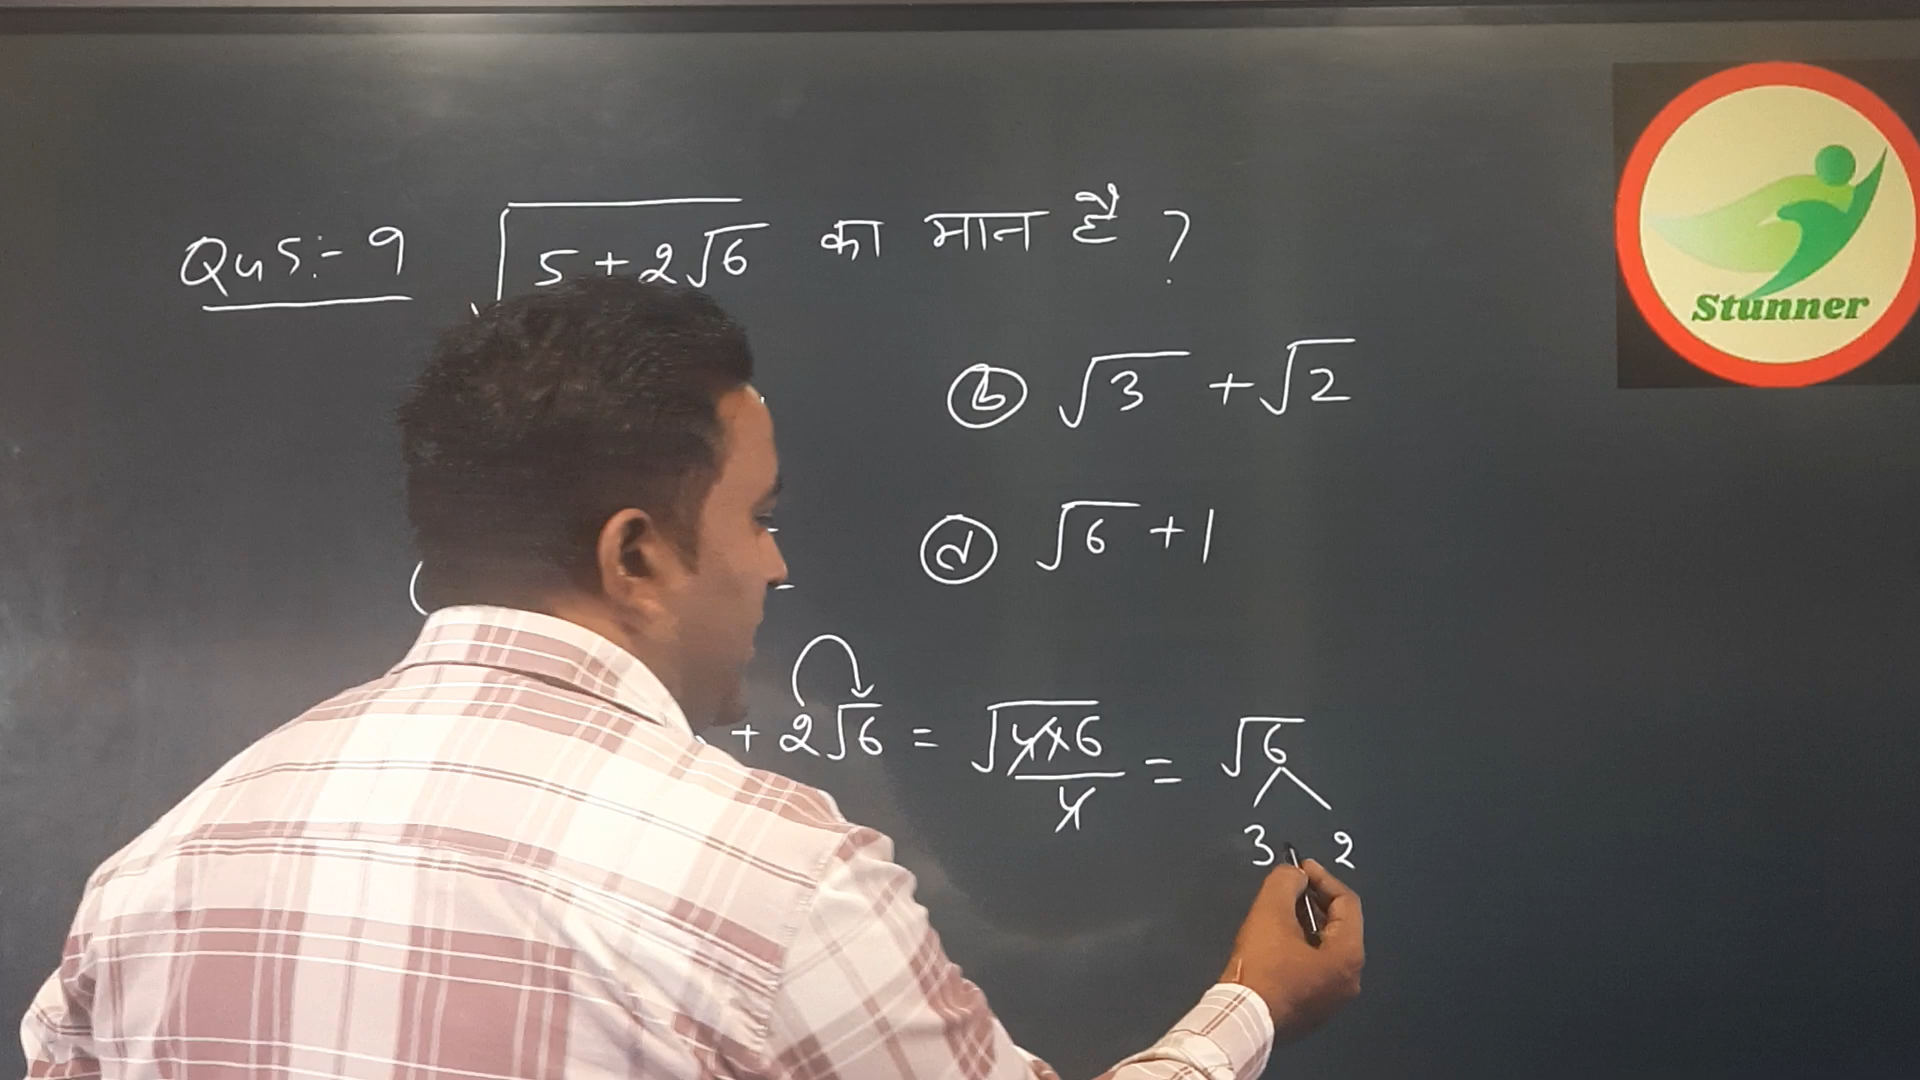 Qus:- 9 √5+2√6 का मान है ?
Stunner
ⓑ √3 + √2
ⓓ √6 + 1
+ 2√6 = √4×6/4 = √6
3 2